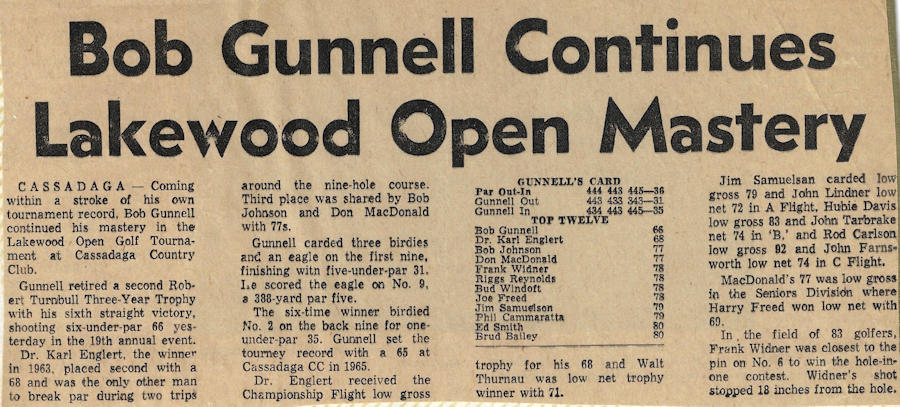 Bob Gunnell Continues
Lakewood Open Mastery
CASSADAGA — Coming
within a stroke of his own
tournament record, Bob Gunnell
continued his mastery in the
Lakewood Open Golf Tourna-
ment at Cassadaga Country
Club.
Gunnell retired a second Rob-
ert Turnbull Three-Year Trophy
with his sixth straight victory,
shooting six-under-par 66 yes-
terday in the 19th annual event.
Dr. Karl Englert, the winner
in 1963, placed second with a
68 and was the only other man
to break par during two trips
around the nine-hole course.
Third place was shared by Bob
Johnson and Don MacDonald
with 77s.
Gunnell carded three birdies
and an eagle on the first nine,
finishing with five-under-par 31.
Le scored the eagle on No. 9,
a 388-yard par five.
The six-time winner birdied
No. 2 on the back nine for one-
under-par 35. Gunnell set the
tourney record with a 65 at
Cassadaga CC in 1965.
Dr. Englert received the
Championship Flight low gross
GUNNELL'S CARD
Par Out-In 444 443 445—36
Gunnell Out 443 433 343—31
Gunnell In 434 443 445—35
TOP TWELVE
Bob Gunnell 66
Dr. Karl Englert 68
Bob Johnson 77
Don MacDonald 77
Frank Widner 78
Riggs Reynolds 78
Bud Windoft 78
Joe Freed 78
Jim Samuelson 79
Phil Cammaratta 79
Ed Smith 80
Brud Bailey 80
trophy for his 68 and Walt
Thurnau was low net trophy
winner with 71.
Jim Samuelsan carded low
gross 79 and John Lindner low
net 72 in A Flight, Hubie Davis
low gross 83 and John Tarbrake
net 74 in 'B,' and Rod Carlson
low gross 92 and John Farns-
worth low net 74 in C Flight.
MacDonald's 77 was low gross
in the Seniors Division where
Harry Freed won low net with
69.
In the field of 83 golfers,
Frank Widner was closest to the
pin on No. 6 to win the hole-in-
one contest. Widner's shot
stopped 18 inches from the hole.